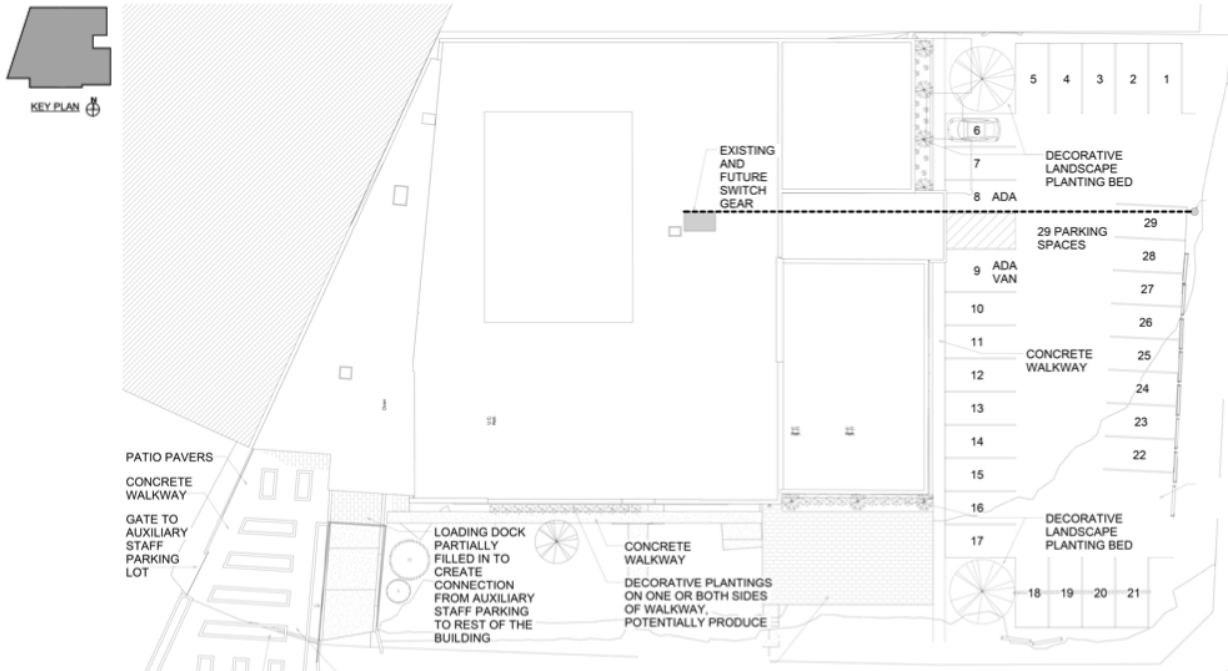 KEY PLAN
N
5 4 3 2 1
6
7
8 ADA
EXISTING
AND
FUTURE
SWITCH
GEAR
DECORATIVE
LANDSCAPE
PLANTING BED
29 PARKING
SPACES
29
28
27
26
25
24
23
22
9 ADA
VAN
10
11
12
13
14
15
16
17
CONCRETE
WALKWAY
DECORATIVE
LANDSCAPE
PLANTING BED
18 19 20 21
PATIO PAVERS
CONCRETE
WALKWAY
GATE TO
AUXILIARY
STAFF
PARKING
LOT
LOADING DOCK
PARTIALLY
FILLED IN TO
CREATE
CONNECTION
FROM AUXILIARY
STAFF PARKING
TO REST OF THE
BUILDING
CONCRETE
WALKWAY
DECORATIVE PLANTINGS
ON ONE OR BOTH SIDES
OF WALKWAY,
POTENTIALLY PRODUCE